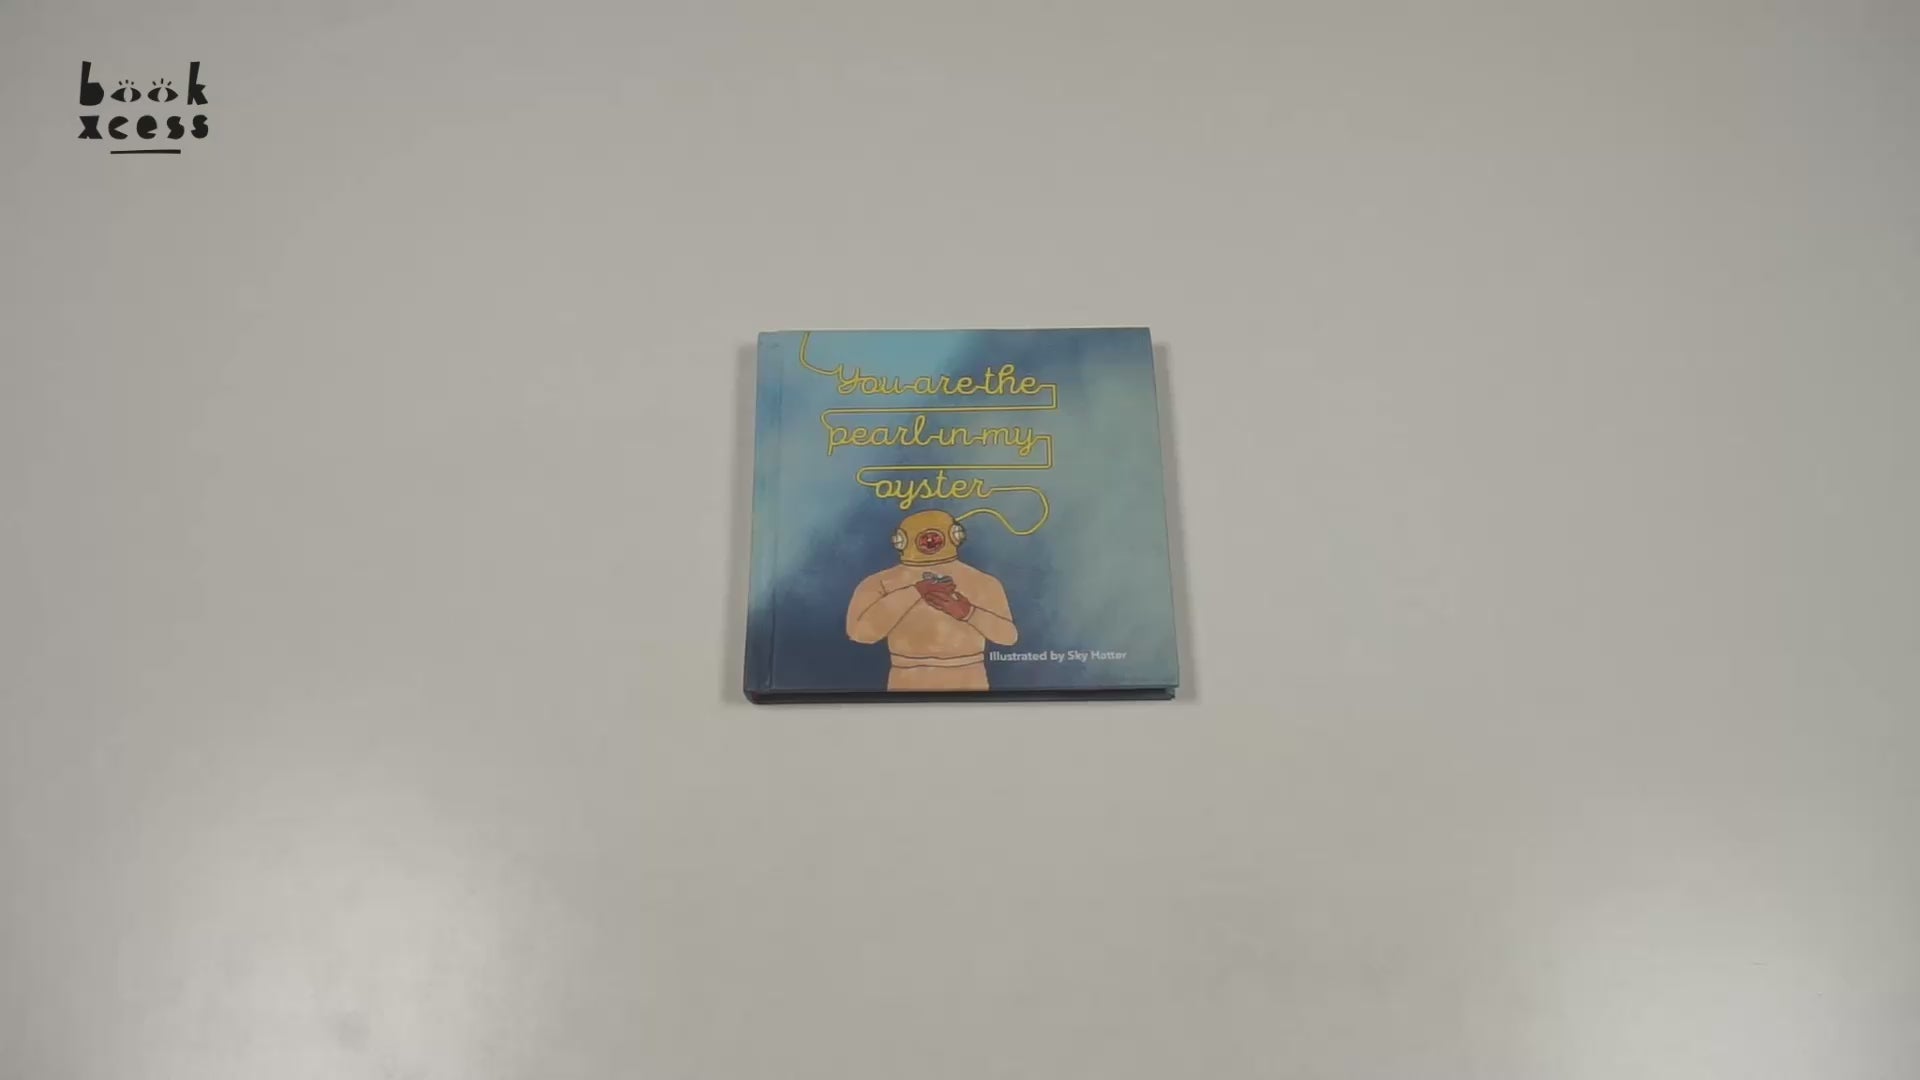 book
xcess
You are the
pearl in my
oyster
Illustrated by Sky Hatter